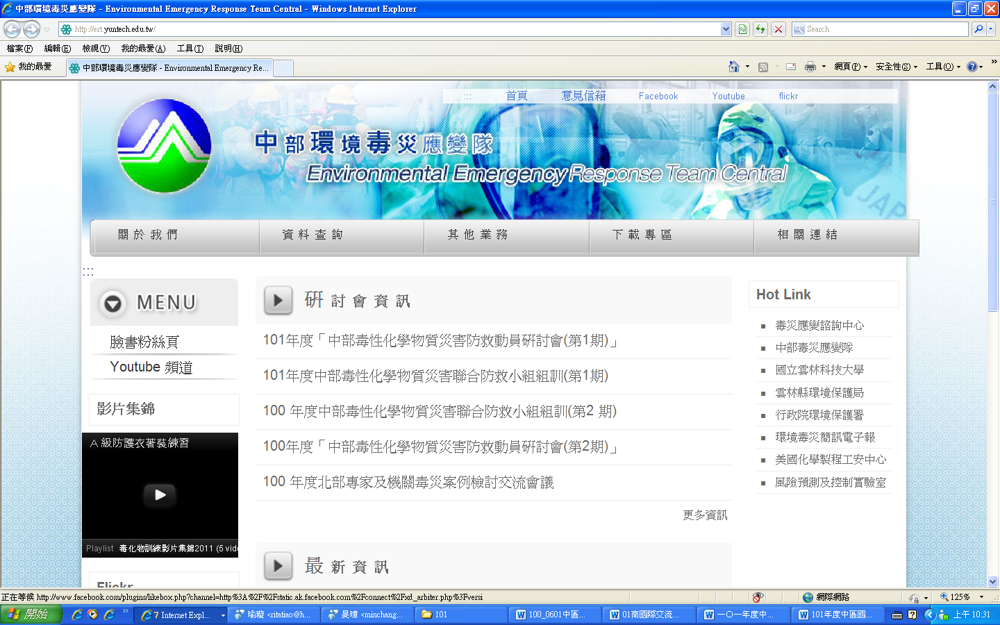 中部環境毒災應變隊 - Environmental Emergency Response Team Central - Windows Internet Explorer
http://ert.yuntech.edu.tw/
Search
檔案(F) 編輯(E) 檢視(V) 我的最愛(A) 工具(T) 說明(H)
我的最愛
中部環境毒災應變隊 - Environmental Emergency Re...
網頁(P) 安全性(S) 工具(O)
::: 首頁 意見信箱 Facebook Youtube flickr
中部環境毒災應變隊
Environmental Emergency Response Team Central
JAP
關於我們 資料查詢 其他業務 下載專區 相關連結
:::
MENU
臉書粉絲頁
Youtube 頻道
影片集錦
A 級防護衣著裝練習
Playlist 毒化物訓練影片集錦2011 (5 vide
Flickr
研討會資訊
101年度「中部毒性化學物質災害防救動員研討會(第1期)」
101年度中部毒性化學物質災害聯合防救小組組訓(第1期)
100 年度中部毒性化學物質災害聯合防救小組組訓(第2 期)
100年度「中部毒性化學物質災害防救動員研討會(第2期)」
100 年度北部專家及機關毒災案例檢討交流會議
更多資訊
最新資訊
Hot Link
毒災應變諮詢中心
中部毒災應變隊
國立雲林科技大學
雲林縣環境保護局
行政院環境保護署
環境毒災簡訊電子報
美國化學製程工安中心
風險預測及控制實驗室
正在等候 http://www.facebook.com/plugins/likebox.php?channel=http%3A%2F%2Fstatic.ak.facebook.com%2Fconnect%2Fxd_arbiter.php%3Fversi
網際網路
125%
開始
7 Internet Expl...
瑜璇 <ritatiao@h...
旻璋 <minchang...
101
100_0601中區...
01南國際交流...
一○一年度中...
101年度中區國...
上午 10:31